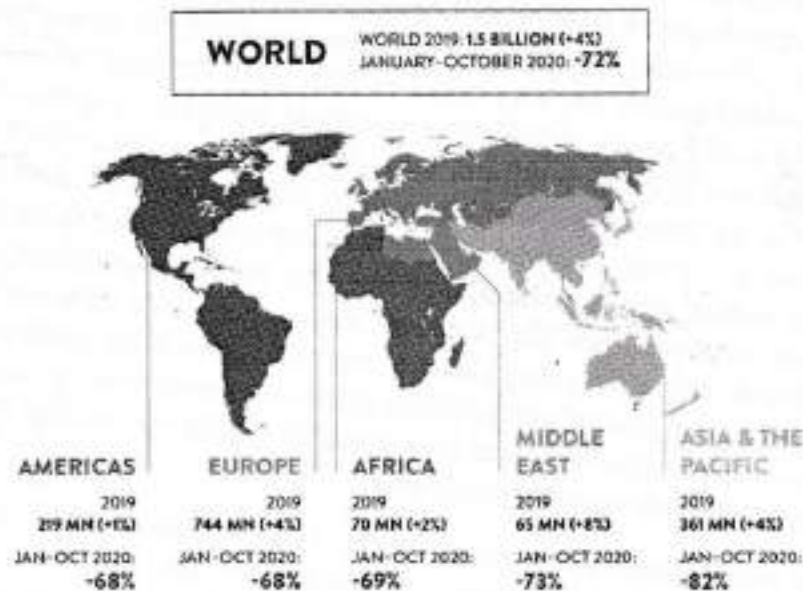 WORLD
WORLD 2019: 1.5 BILLION (+4%)
JANUARY-OCTOBER 2020: -72%
AMERICAS
2019
219 MN (+1%)
JAN-OCT 2020:
-68%
EUROPE
2019
744 MN (+4%)
JAN-OCT 2020:
-68%
AFRICA
2019
70 MN (+2%)
JAN-OCT 2020:
-69%
MIDDLE
EAST
2019
65 MN (+8%)
JAN-OCT 2020:
-73%
ASIA & THE
PACIFIC
2019
361 MN (+4%)
JAN-OCT 2020:
-82%